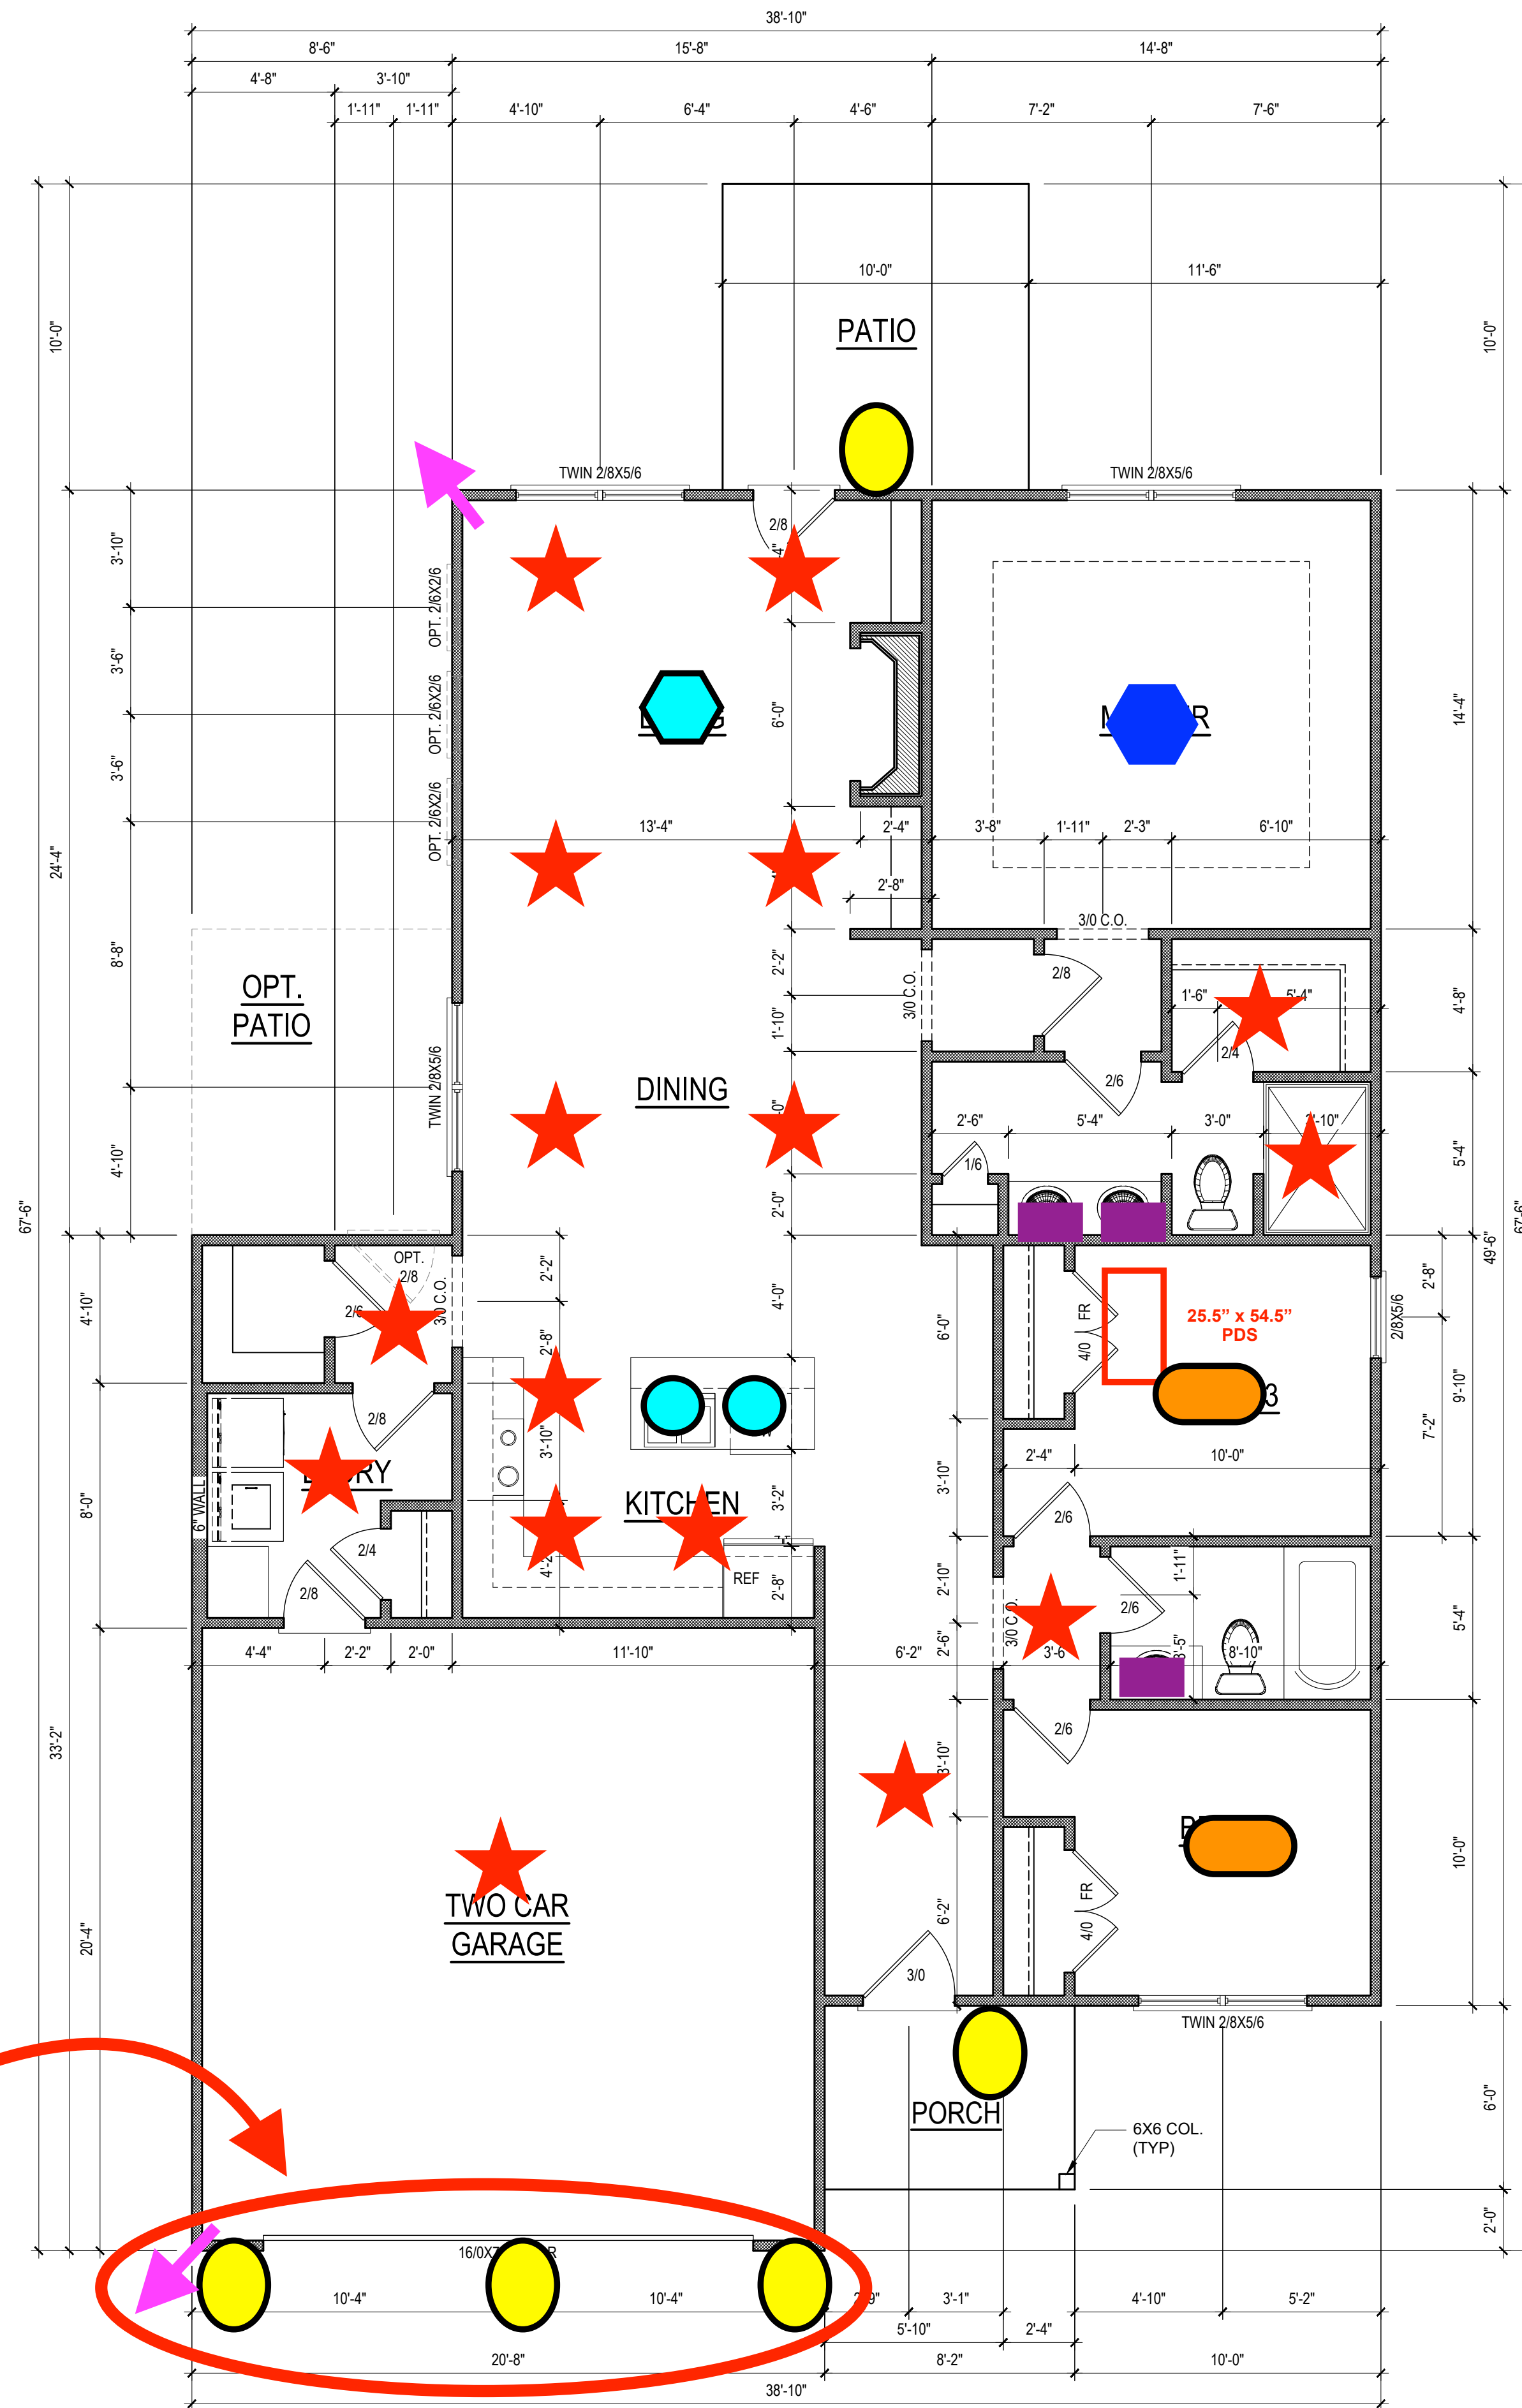 38'-10"
8'-6" 15'-8" 14'-8"
4'-8" 3'-10"
1'-11" 1'-11" 4'-10" 6'-4" 4'-6" 7'-2" 7'-6"
10'-0" 11'-6"
10'-0" 10'-0"
PATIO
TWIN 2/8X5/6 TWIN 2/8X5/6
2/8
3'-10"
OPT. 2/6X2/6
3'-6"
OPT. 2/6X2/6
6'-0"
14'-4"
3'-6"
OPT. 2/6X2/6
13'-4" 2'-4" 3'-8" 1'-11" 2'-3" 6'-10"
24'-4"
2'-8"
3/0 C.O.
8'-8"
2'-2"
2/8
4'-8"
OPT.
PATIO
3/0 C.O.
1'-6" 5'-4"
1'-10"
2/4
TWIN 2/8X5/6
DINING
2/6
2'-6" 5'-4" 3'-0"
4'-10"
1/6
5'-4"
67'-6"
2'-0"
67'-6"
49'-6"
OPT.
2/8
2'-2"
4'-0"
2'-8"
4'-10"
3/0 C.O.
2'-8"
6'-0"
FR
4/0
25.5” x 54.5”
PDS
2/8X5/6
3
9'-10"
7'-2"
2/8
3'-10"
2'-4" 10'-0"
6" WALL
8'-0"
KITCHEN
3'-2"
3'-10"
2/6
2/4
REF
2'-8"
2/8
2'-10"
1'-11"
2/6
5'-4"
3/0 C.O.
4'-4" 2'-2" 2'-0" 11'-10" 6'-2" 2'-6" 8'-10"
33'-2"
2/6
3'-10"
TWO CAR
GARAGE
20'-4"
10'-0"
6'-2"
FR
4/0
3/0
TWIN 2/8X5/6
PORCH
6X6 COL.
(TYP)
6'-0"
2'-0"
10'-4" 10'-4" 3'-1" 4'-10" 5'-2"
5'-10" 2'-4"
20'-8" 8'-2" 10'-0"
38'-10"